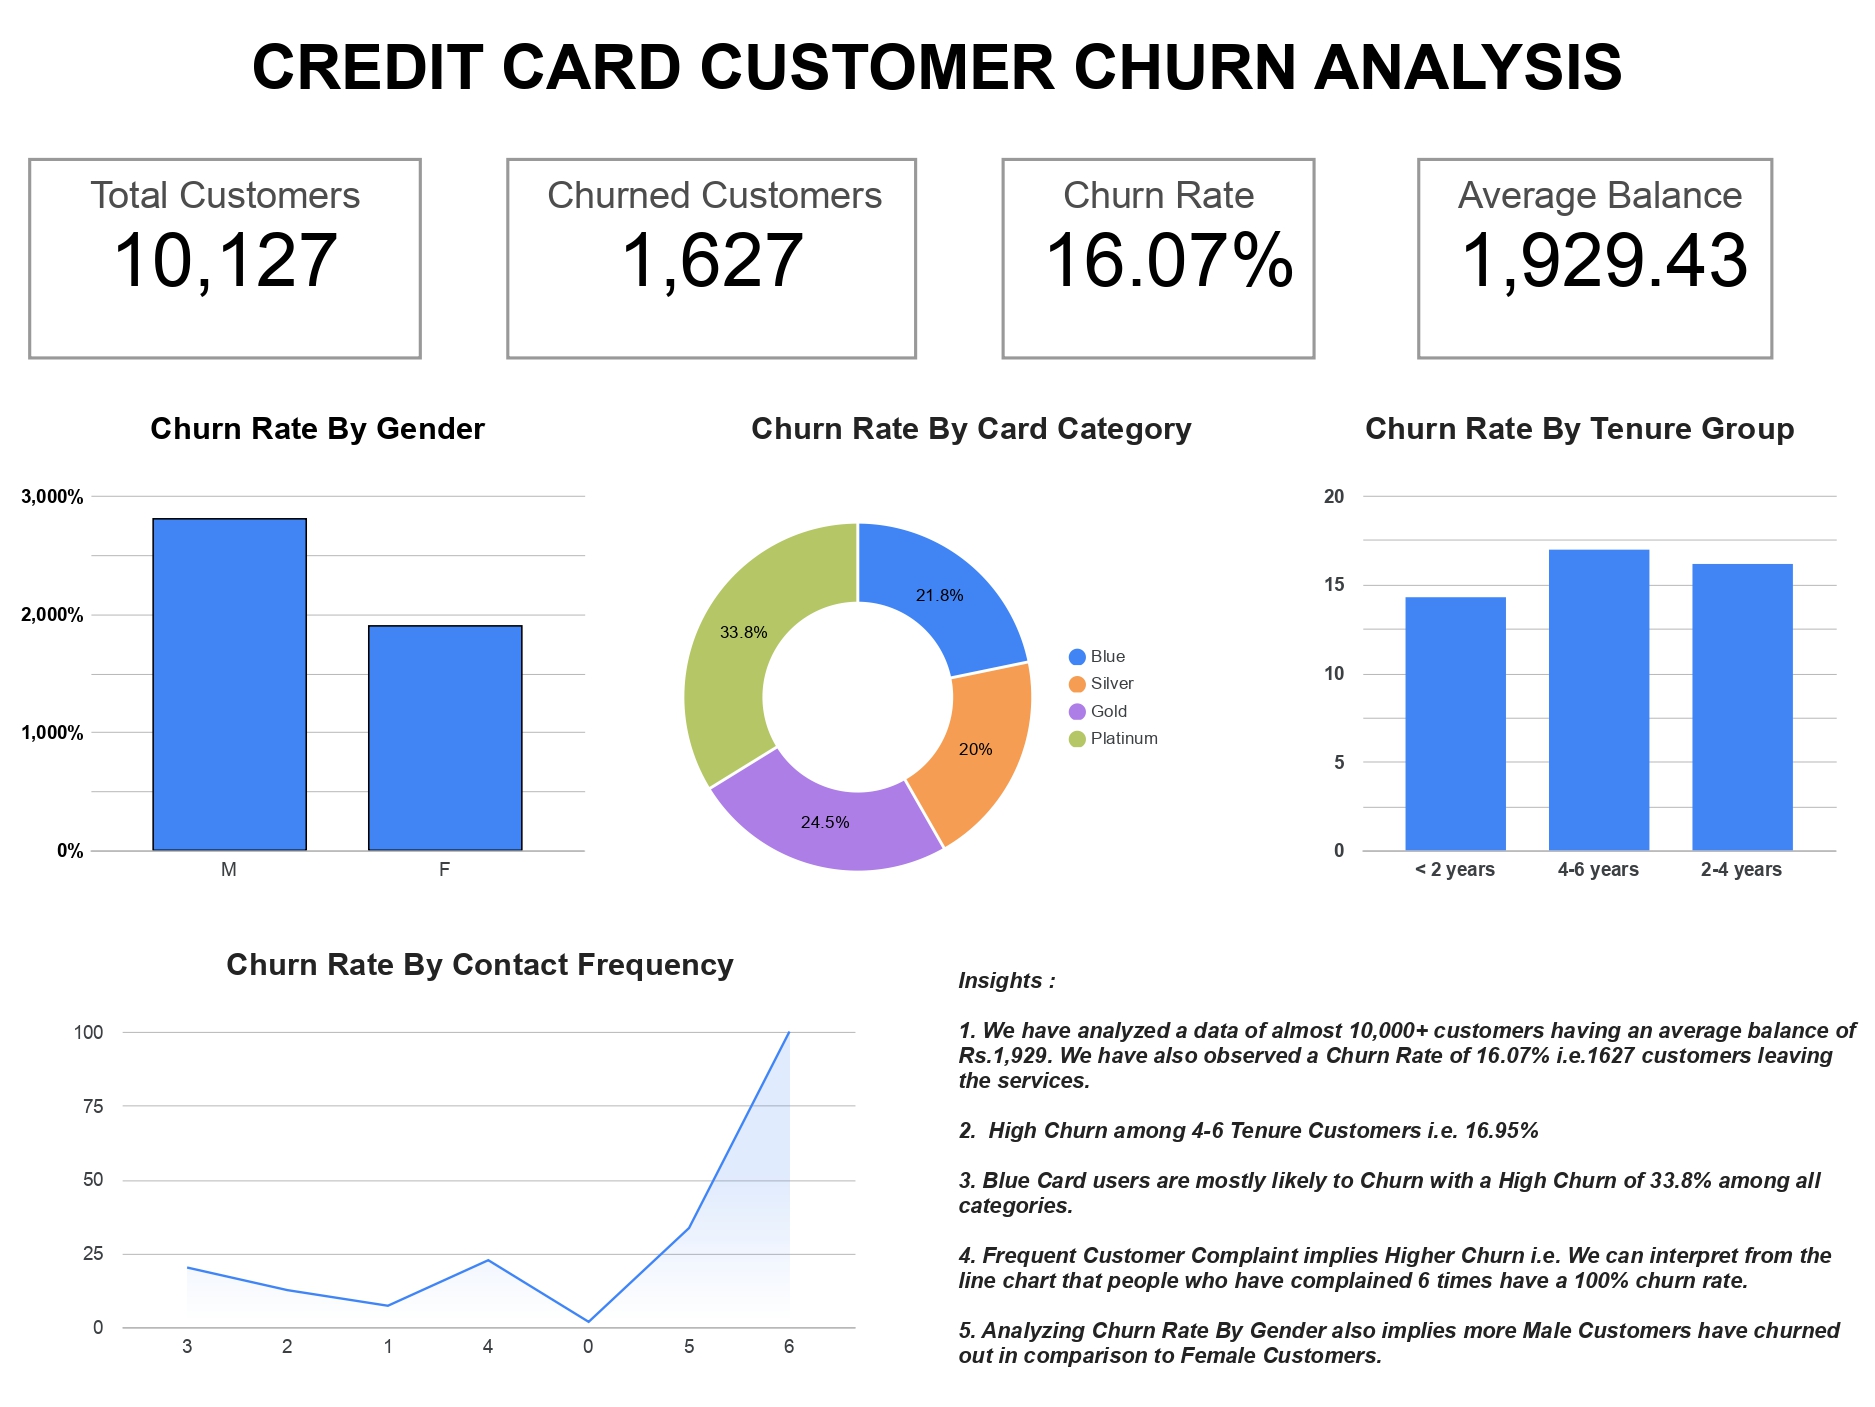 CREDIT CARD CUSTOMER CHURN ANALYSIS
Total Customers
10,127
Churned Customers
1,627
Churn Rate
16.07%
Average Balance
1,929.43
Churn Rate By Gender
3,000%
2,000%
1,000%
0%
M
F
Churn Rate By Card Category
21.8%
33.8%
20%
24.5%
Blue
Silver
Gold
Platinum
Churn Rate By Tenure Group
20
15
10
5
0
< 2 years
4-6 years
2-4 years
Churn Rate By Contact Frequency
100
75
50
25
0
3
2
1
4
0
5
6
Insights :
1. We have analyzed a data of almost 10,000+ customers having an average balance of
Rs.1,929. We have also observed a Churn Rate of 16.07% i.e.1627 customers leaving
the services.
2.  High Churn among 4-6 Tenure Customers i.e. 16.95%
3. Blue Card users are mostly likely to Churn with a High Churn of 33.8% among all
categories.
4. Frequent Customer Complaint implies Higher Churn i.e. We can interpret from the
line chart that people who have complained 6 times have a 100% churn rate.
5. Analyzing Churn Rate By Gender also implies more Male Customers have churned
out in comparison to Female Customers.